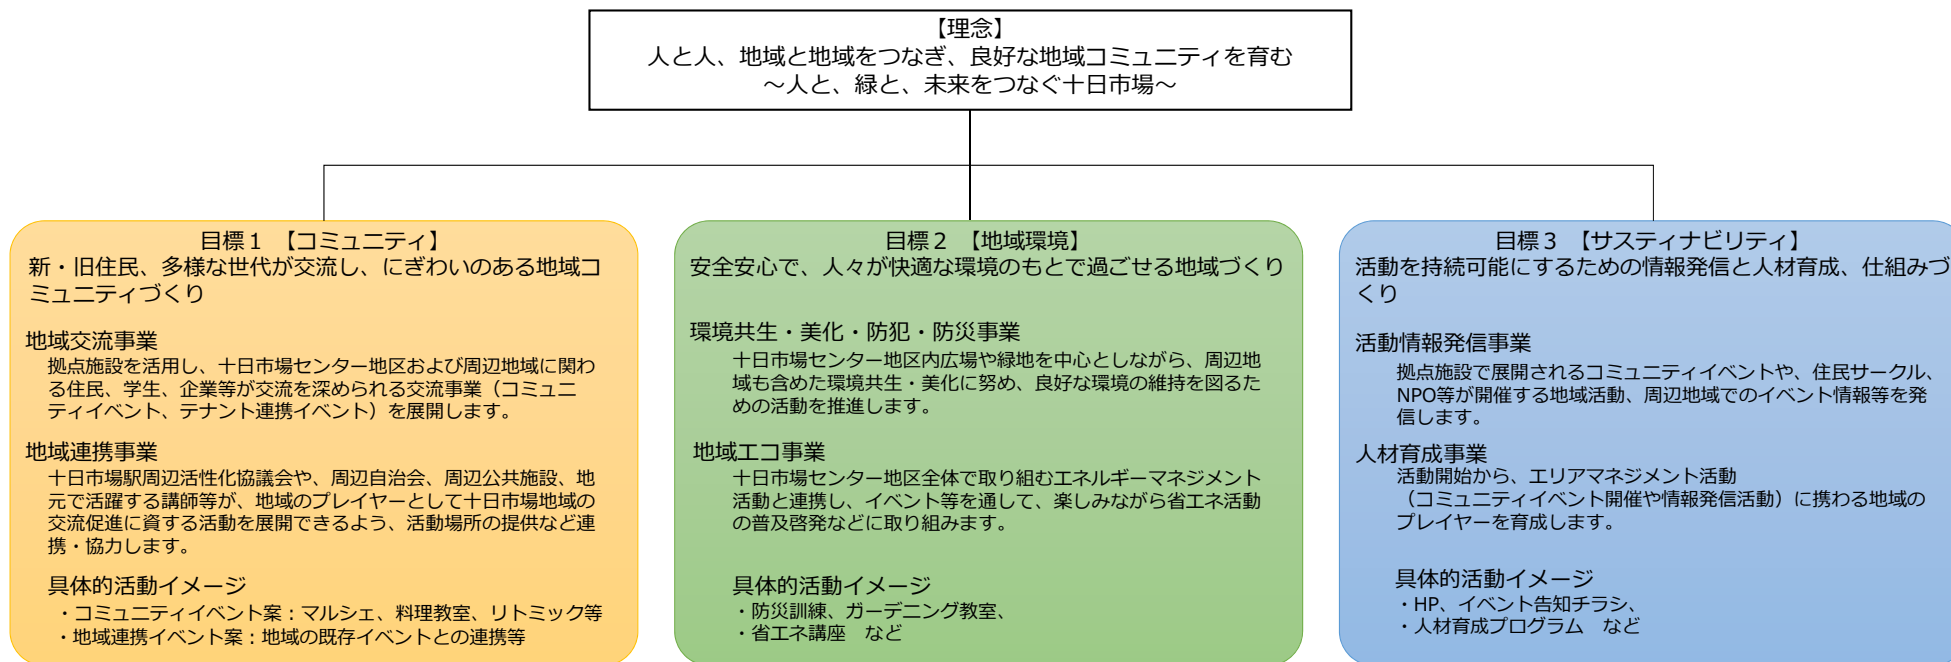 【理念】
人と人、地域と地域をつなぎ、良好な地域コミュニティを育む
～人と、緑と、未来をつなぐ十日市場～
目標１ 【コミュニティ】
新・旧住民、多様な世代が交流し、にぎわいのある地域コ
ミュニティづくり
地域交流事業
拠点施設を活用し、十日市場センター地区および周辺地域に関わ
る住民、学生、企業等が交流を深められる交流事業（コミュニ
ティイベント、テナント連携イベント）を展開します。
地域連携事業
十日市場駅周辺活性化協議会や、周辺自治会、周辺公共施設、地
元で活躍する講師等が、地域のプレイヤーとして十日市場地域の
交流促進に資する活動を展開できるよう、活動場所の提供など連
携・協力します。
具体的活動イメージ
・コミュニティイベント案：マルシェ、料理教室、リトミック等
・地域連携イベント案：地域の既存イベントとの連携等
目標２ 【地域環境】
安全安心で、人々が快適な環境のもとで過ごせる地域づくり
環境共生・美化・防犯・防災事業
十日市場センター地区内広場や緑地を中心としながら、周辺地
域も含めた環境共生・美化に努め、良好な環境の維持を図るた
めの活動を推進します。
地域エコ事業
十日市場センター地区全体で取り組むエネルギーマネジメント
活動と連携し、イベント等を通して、楽しみながら省エネ活動
の普及啓発などに取り組みます。
具体的活動イメージ
・防災訓練、ガーデニング教室、
・省エネ講座　など
目標３ 【サスティナビリティ】
活動を持続可能にするための情報発信と人材育成、仕組みづ
くり
活動情報発信事業
拠点施設で展開されるコミュニティイベントや、住民サークル、
NPO等が開催する地域活動、周辺地域でのイベント情報等を発
信します。
人材育成事業
活動開始から、エリアマネジメント活動
（コミュニティイベント開催や情報発信活動）に携わる地域の
プレイヤーを育成します。
具体的活動イメージ
・HP、イベント告知チラシ、
・人材育成プログラム　など